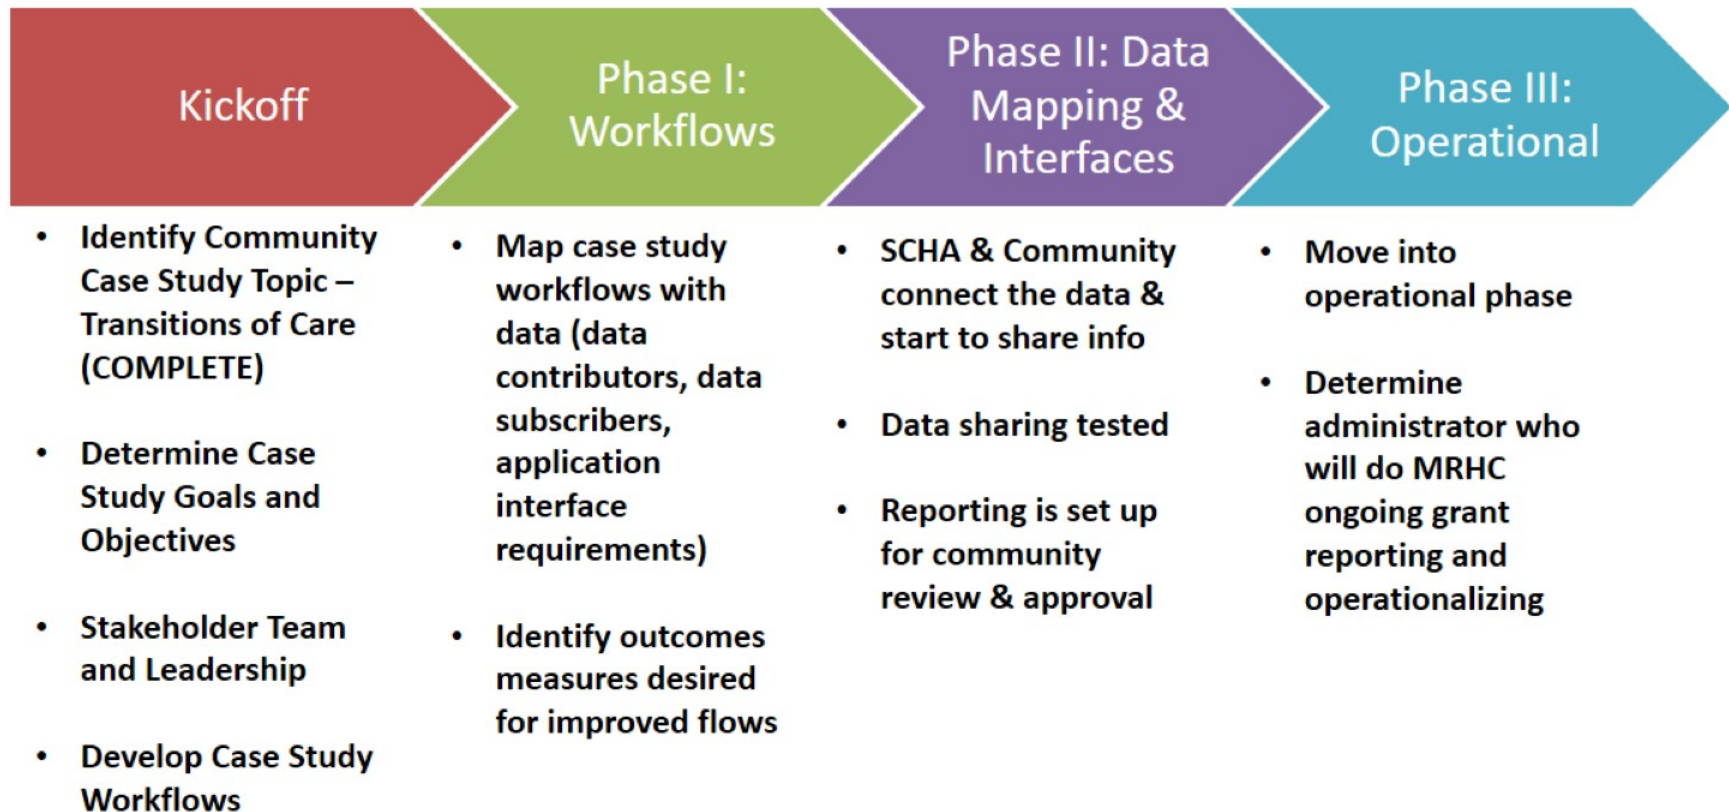 Kickoff
Phase I:
Workflows
Phase II: Data
Mapping &
Interfaces
Phase III:
Operational
• Identify Community
Case Study Topic –
Transitions of Care
(COMPLETE)
• Determine Case
Study Goals and
Objectives
• Stakeholder Team
and Leadership
• Develop Case Study
Workflows
• Map case study
workflows with
data (data
contributors, data
subscribers,
application
interface
requirements)
• Identify outcomes
measures desired
for improved flows
• SCHA & Community
connect the data &
start to share info
• Data sharing tested
• Reporting is set up
for community
review & approval
• Move into
operational phase
• Determine
administrator who
will do MRHC
ongoing grant
reporting and
operationalizing